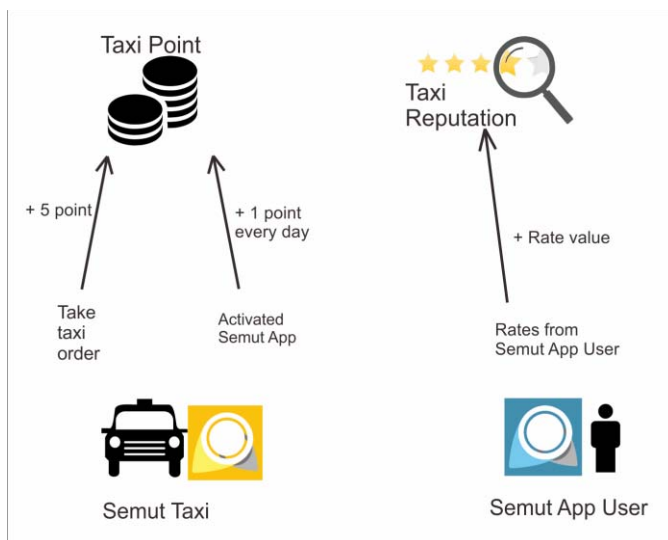 Taxi Point
Taxi
Reputation
+ 5 point
+ 1 point
every day
+ Rate value
Take
taxi
order
Activated
Semut App
Rates from
Semut App User
Semut Taxi
Semut App User